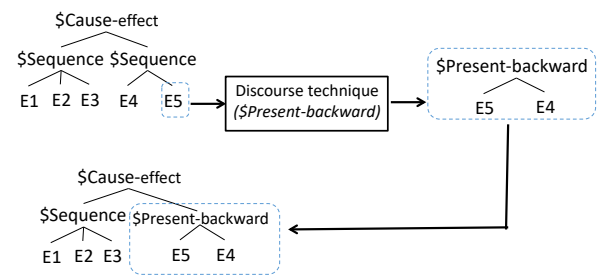 $Cause-effect
$Sequence $Sequence
E1 E2 E3 E4 E5
Discourse technique
($Present-backward)
$Present-backward
E5 E4
$Cause-effect
$Sequence $Present-backward
E1 E2 E3 E5 E4